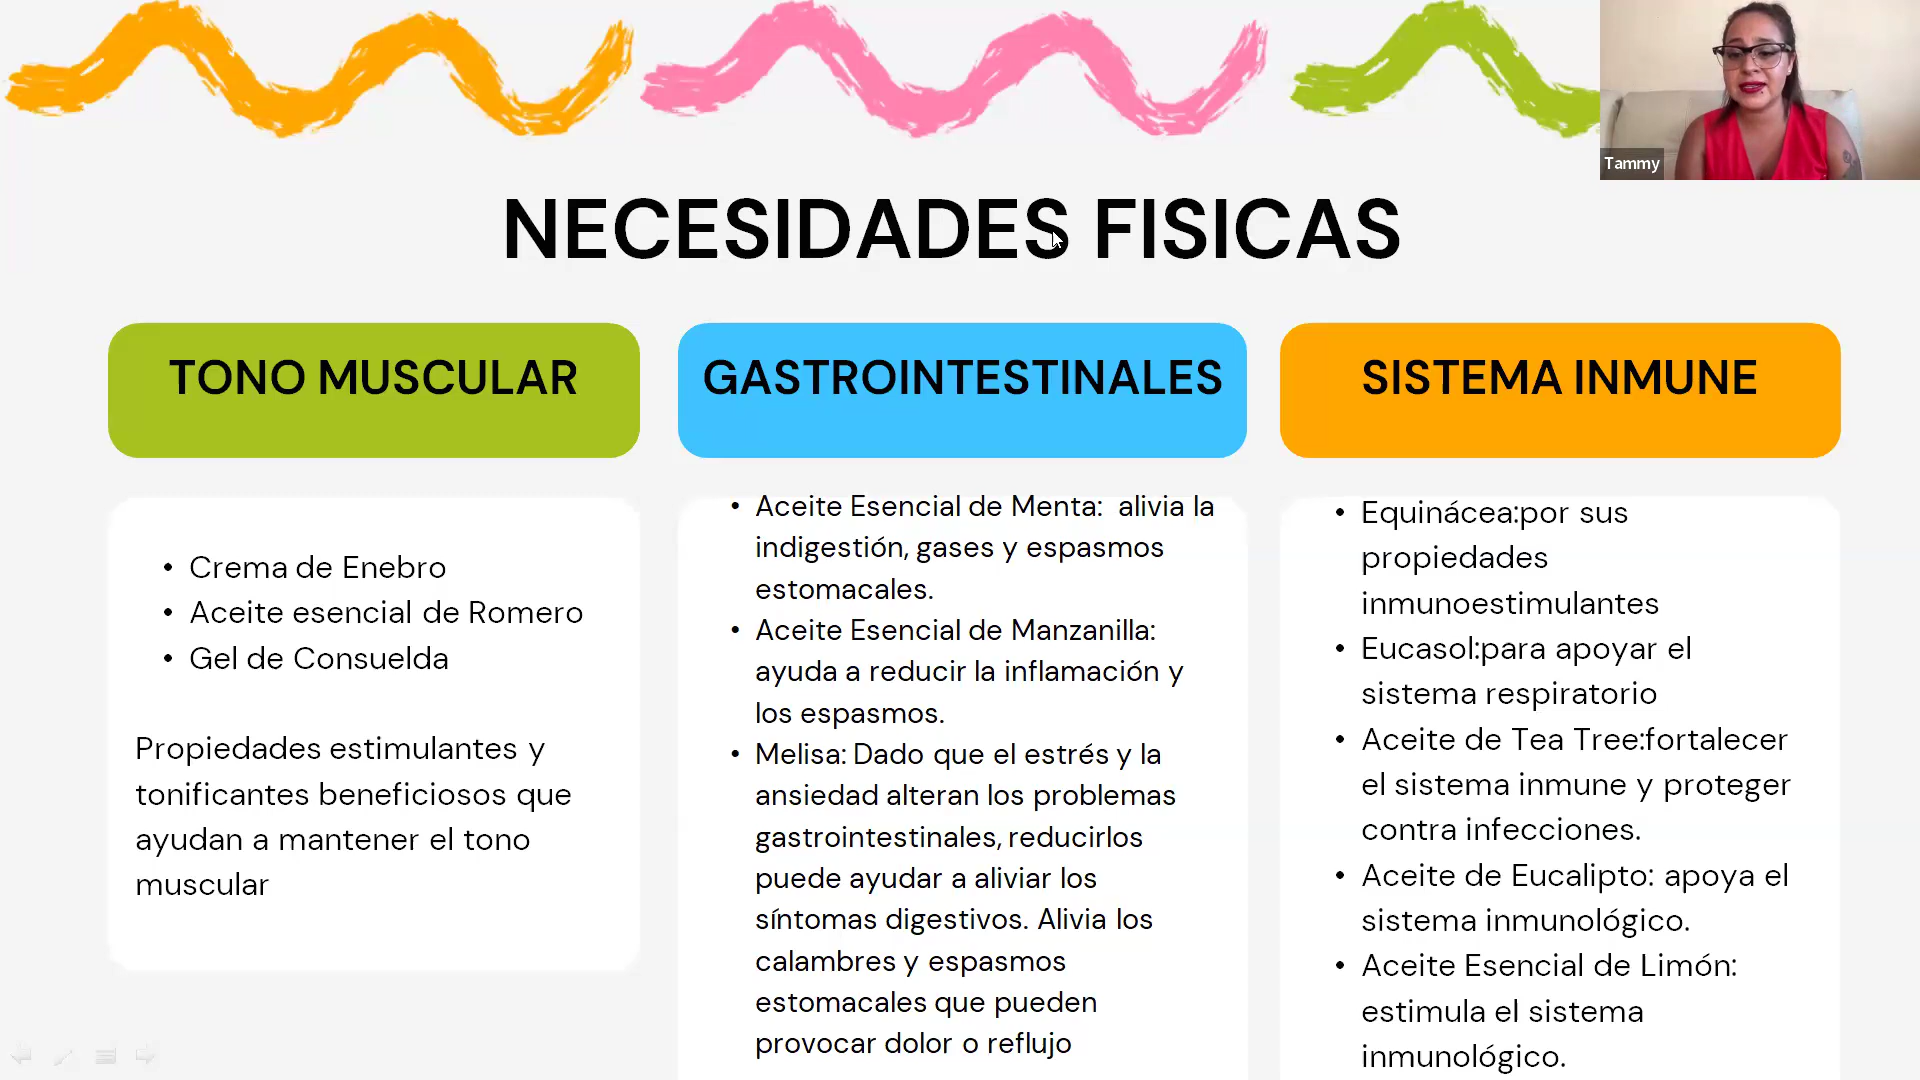 Tammy
NECESIDADES FISICAS
TONO MUSCULAR
• Crema de Enebro
• Aceite esencial de Romero
• Gel de Consuelda
Propiedades estimulantes y
tonificantes beneficiosos que
ayudan a mantener el tono
muscular
GASTROINTESTINALES
• Aceite Esencial de Menta:  alivia la
indigestión, gases y espasmos
estomacales.
• Aceite Esencial de Manzanilla:
ayuda a reducir la inflamación y
los espasmos.
• Melisa: Dado que el estrés y la
ansiedad alteran los problemas
gastrointestinales, reducirlos
puede ayudar a aliviar los
síntomas digestivos. Alivia los
calambres y espasmos
estomacales que pueden
provocar dolor o reflujo
SISTEMA INMUNE
• Equinácea:por sus
propiedades
inmunoestimulantes
• Eucasol:para apoyar el
sistema respiratorio
• Aceite de Tea Tree:fortalecer
el sistema inmune y proteger
contra infecciones.
• Aceite de Eucalipto: apoya el
sistema inmunológico.
• Aceite Esencial de Limón:
estimula el sistema
inmunológico.